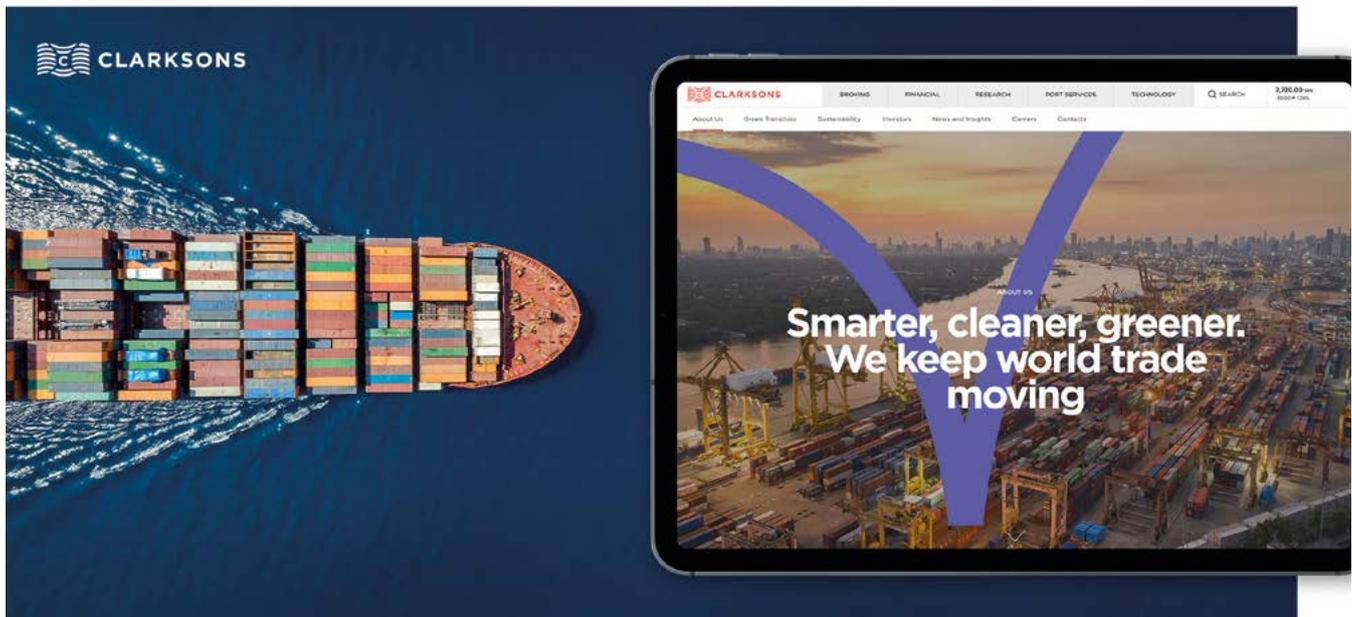 CLARKSONS
CLARKSONS
BROKING FINANCIAL RESEARCH PORT SERVICES TECHNOLOGY SEARCH
About Us Green Transition Sustainability Investors News and Insights Careers Contacts
ABOUT US
Smarter, cleaner, greener.
We keep world trade
moving